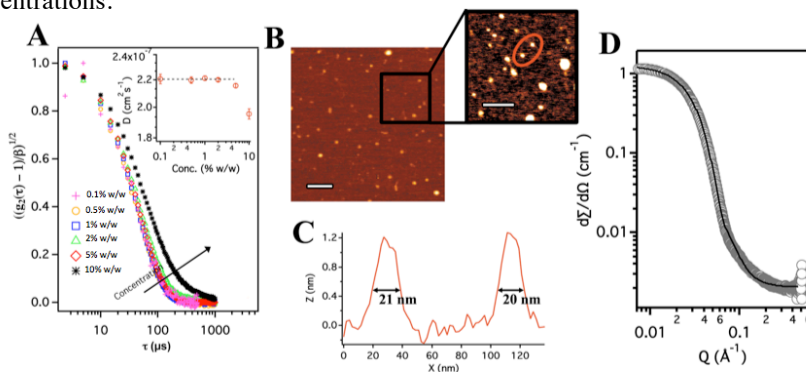 entrations.
A
B
D
C
2.4x10⁻⁷
2.2
2.0
1.8
D (cm² s⁻¹)
0.1
2
4
1
2
4
10
Conc. (% w/w)
1.0
0.8
0.6
0.4
0.2
0.0
((g₂(τ) − 1)/β)^1/2
0.1% w/w
0.5% w/w
1% w/w
2% w/w
5% w/w
10% w/w
Concentration
10
100
1000
τ (μs)
Z (nm)
1.2
0.8
0.4
0.0
21 nm
20 nm
0
20
40
60
80
100
120
X (nm)
dΣ/dΩ (cm⁻¹)
1
0.1
0.01
0.01
2
4
6
0.1
2
4
Q (Å⁻¹)